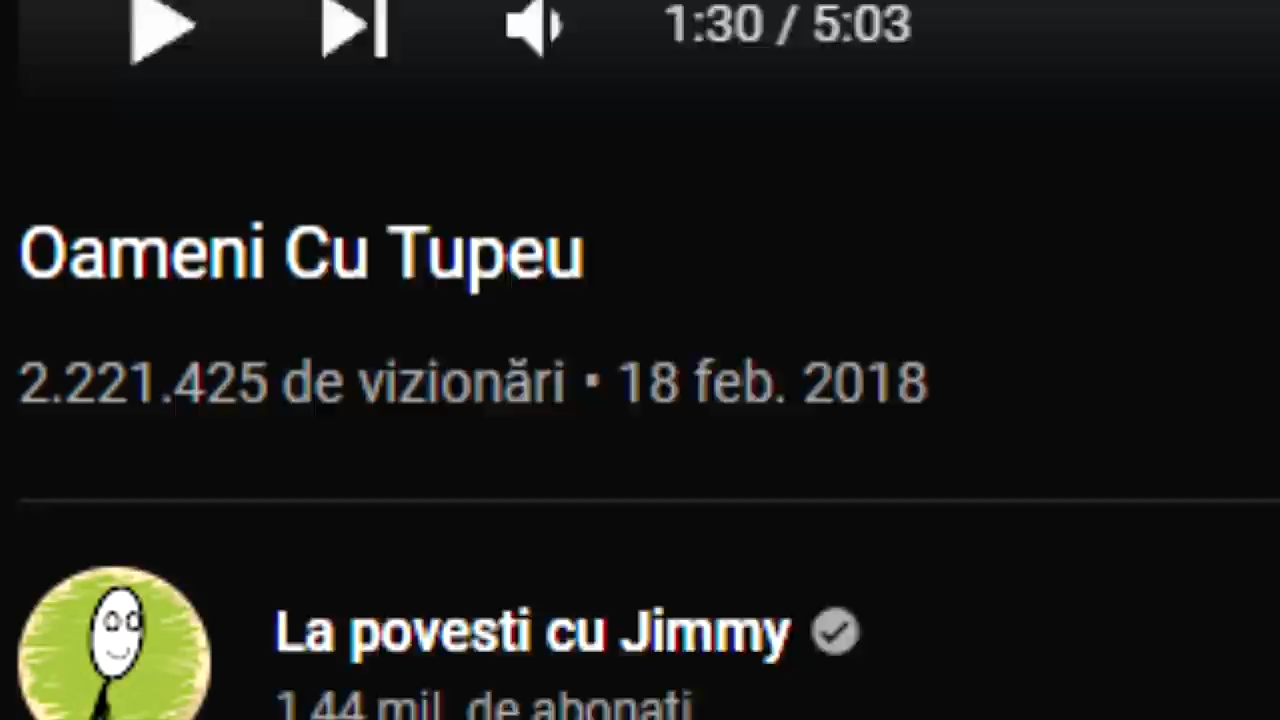 1:30 / 5:03
Oameni Cu Tupeu
2.221.425 de vizionări • 18 feb. 2018
La povesti cu Jimmy
1,44 mil. de abonați